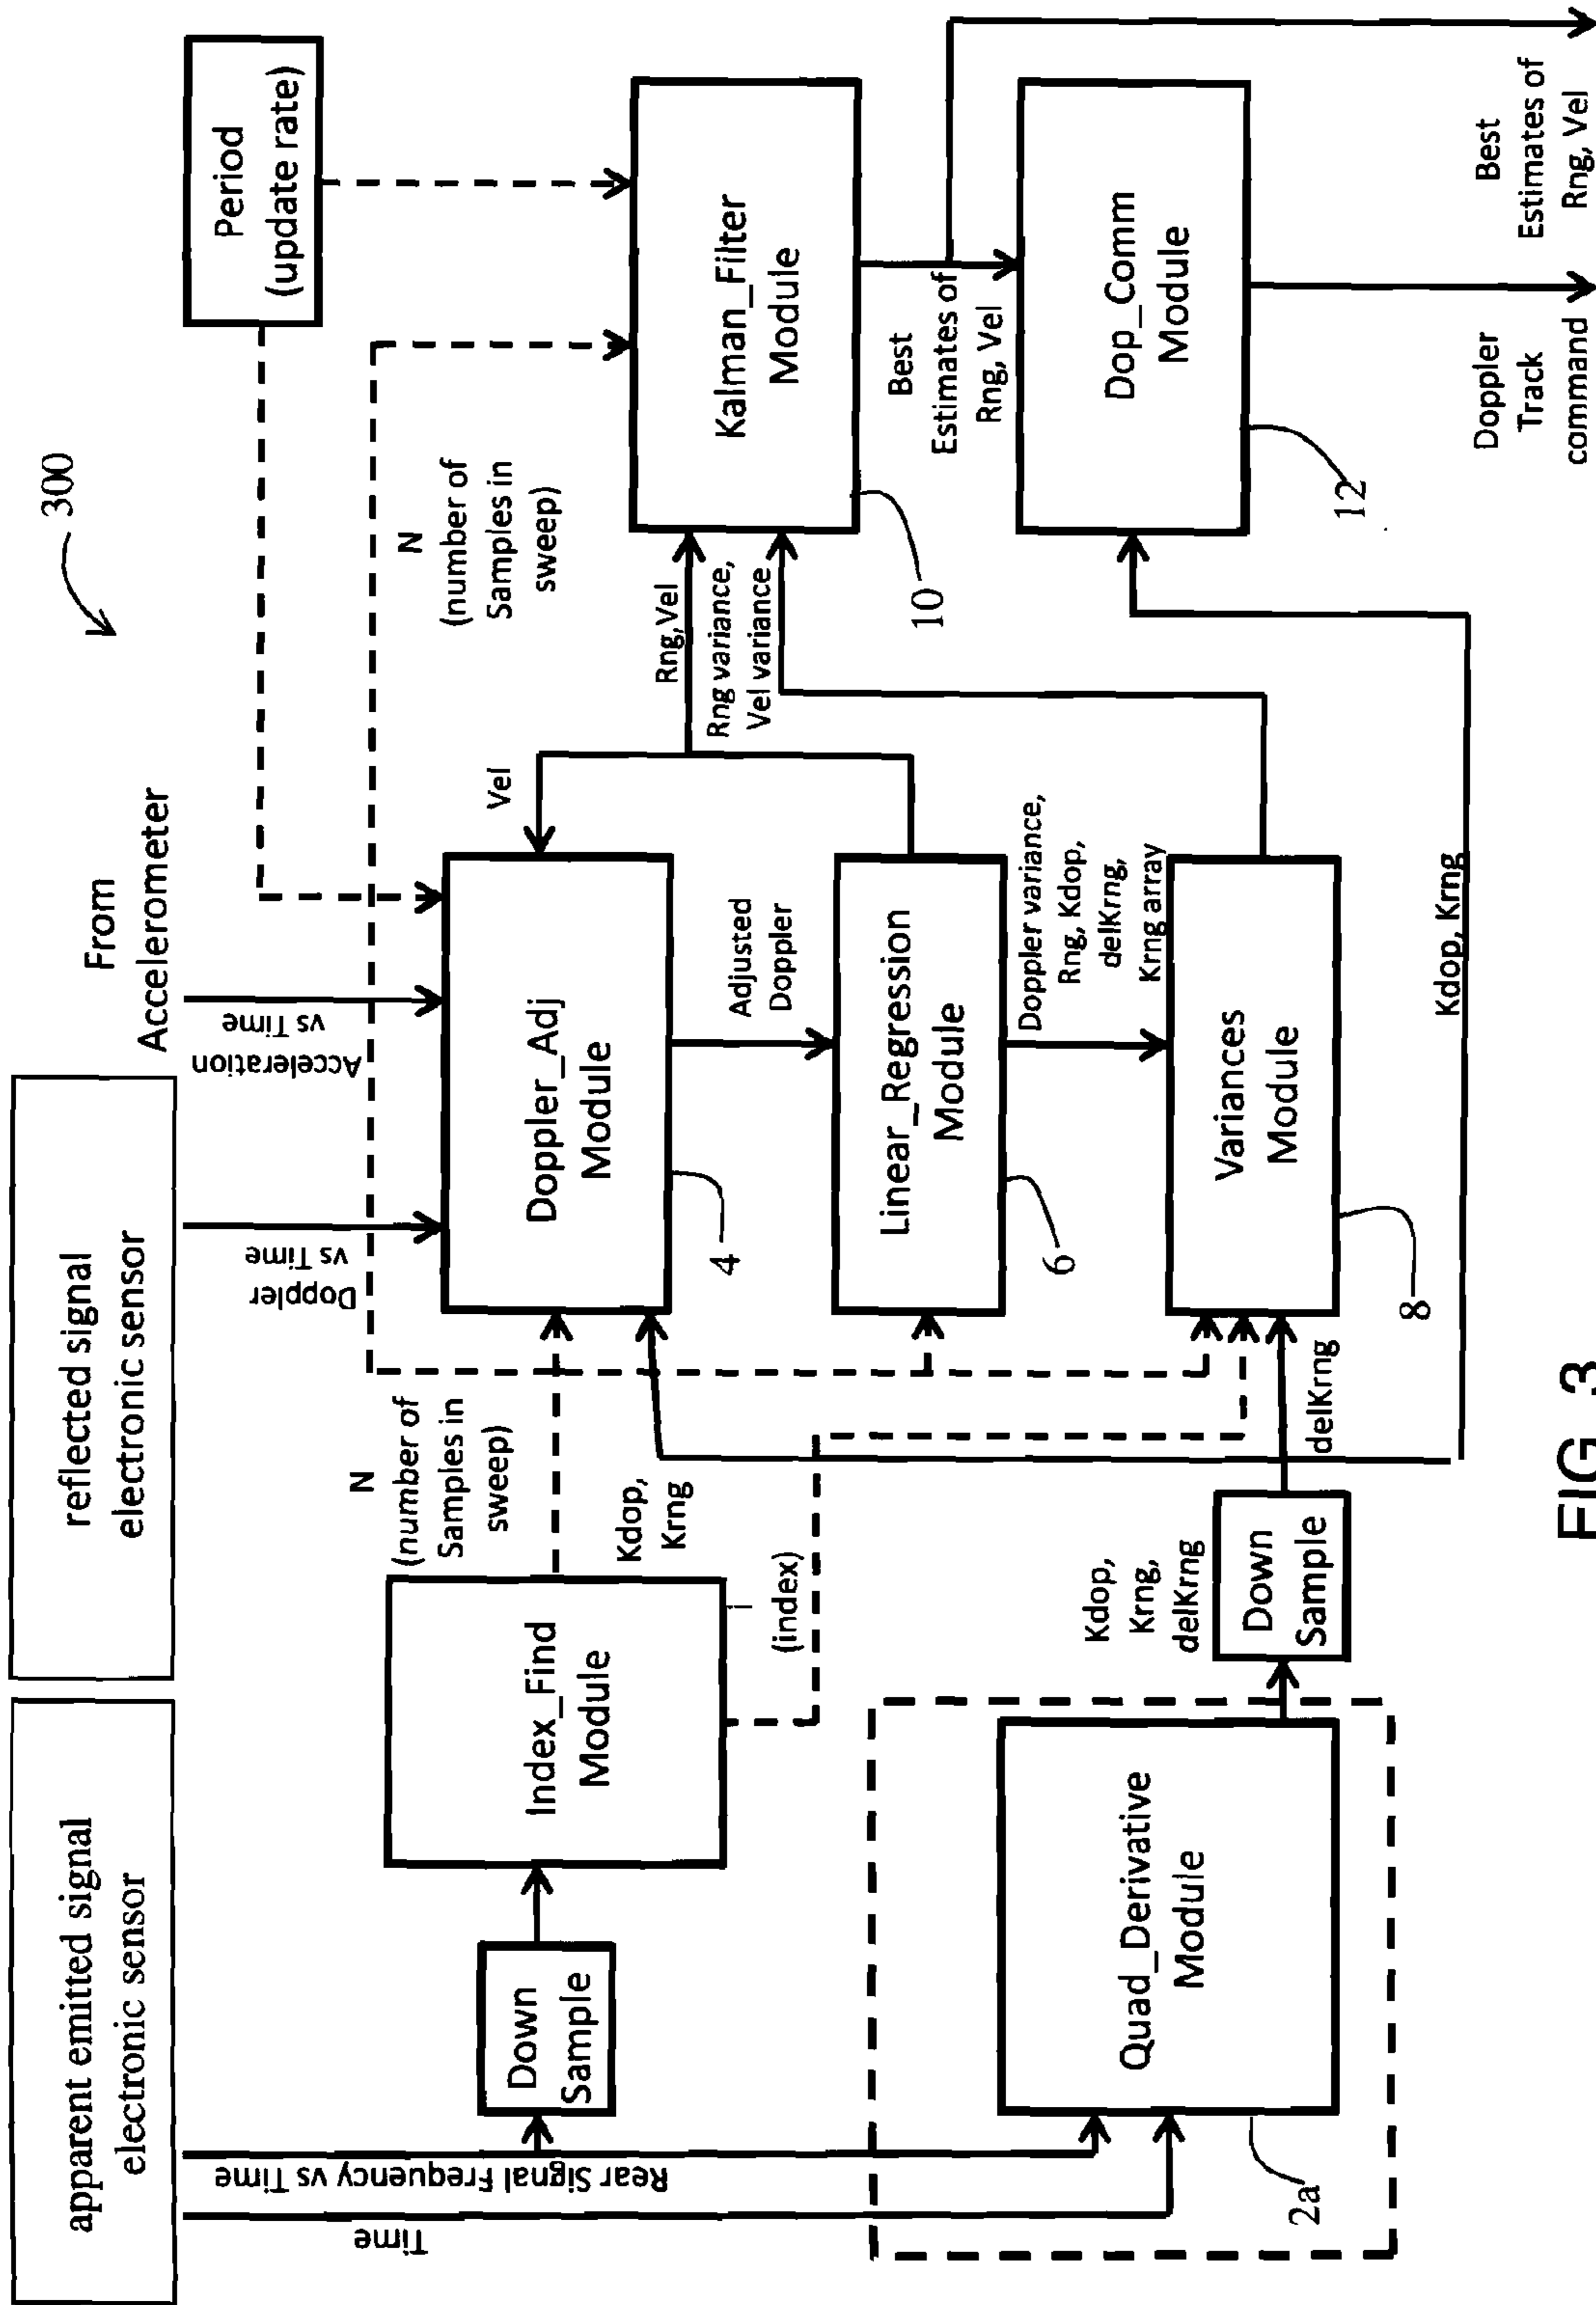 300
apparent emitted signal
electronic sensor
reflected signal
electronic sensor
From
Accelerometer
Period
(update rate)
Time
Rear Signal Frequency vs Time
Doppler
vs Time
Acceleration
vs Time
Down
Sample
Index_Find
Module
N
(number of
Samples in
sweep)
(index)
Kdop,
Krng
Doppler_Adj
Module
4
Vel
N
(number of
Samples in
sweep)
Adjusted
Doppler
Linear_Regression
Module
6
Rng,Vel
Rng variance,
Vel variance
Kalman_Filter
Module
10
Doppler variance,
Rng, Kdop,
delKrng,
Krng array
Best
Estimates of
Rng, Vel
Quad_Derivative
Module
2a
Kdop,
Krng,
delKrng
Down
Sample
delKrng
Variances
Module
8
Dop_Comm
Module
12
Kdop, Krng
Doppler
Track
command
Best
Estimates of
Rng, Vel
FIG. 3